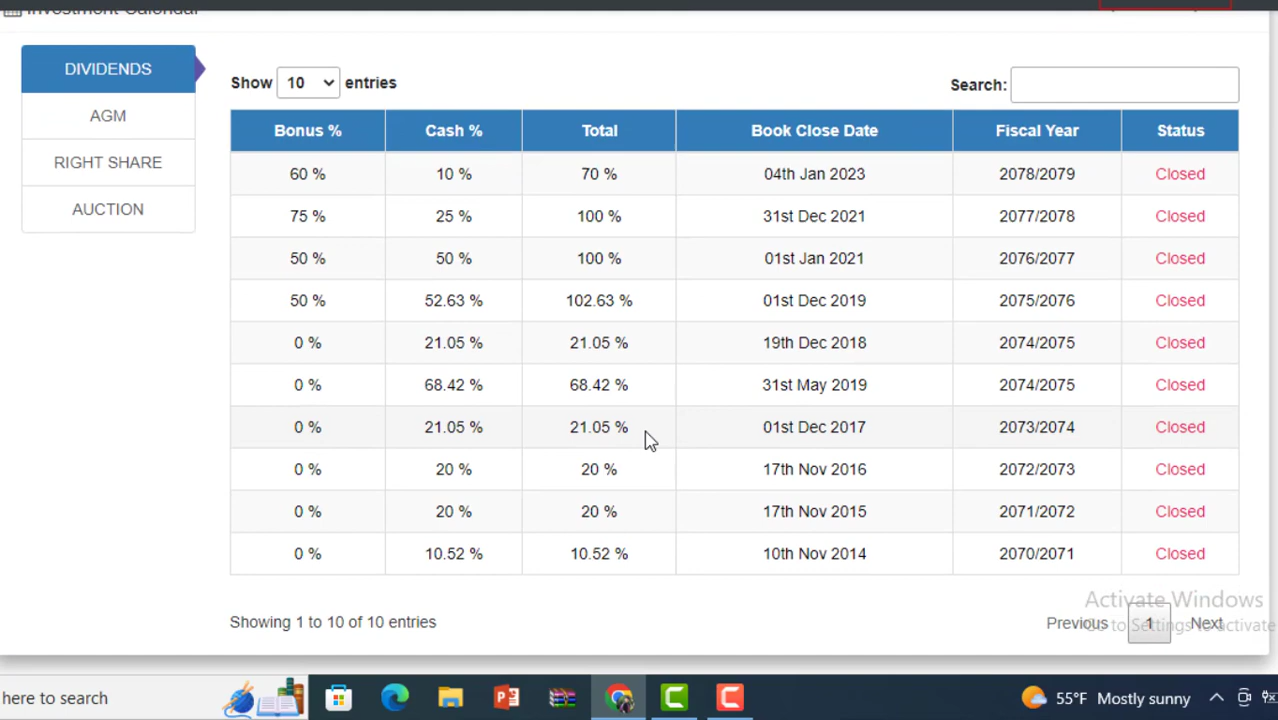 Investment Calendar
DIVIDENDS
AGM
RIGHT SHARE
AUCTION
Show 10 entries
Search:
Bonus % Cash % Total Book Close Date Fiscal Year Status
60 % 10 % 70 % 04th Jan 2023 2078/2079 Closed
75 % 25 % 100 % 31st Dec 2021 2077/2078 Closed
50 % 50 % 100 % 01st Jan 2021 2076/2077 Closed
50 % 52.63 % 102.63 % 01st Dec 2019 2075/2076 Closed
0 % 21.05 % 21.05 % 19th Dec 2018 2074/2075 Closed
0 % 68.42 % 68.42 % 31st May 2019 2074/2075 Closed
0 % 21.05 % 21.05 % 01st Dec 2017 2073/2074 Closed
0 % 20 % 20 % 17th Nov 2016 2072/2073 Closed
0 % 20 % 20 % 17th Nov 2015 2071/2072 Closed
0 % 10.52 % 10.52 % 10th Nov 2014 2070/2071 Closed
Showing 1 to 10 of 10 entries
Previous 1 Next
Activate Windows
Go to Settings to activate
here to search
55°F Mostly sunny